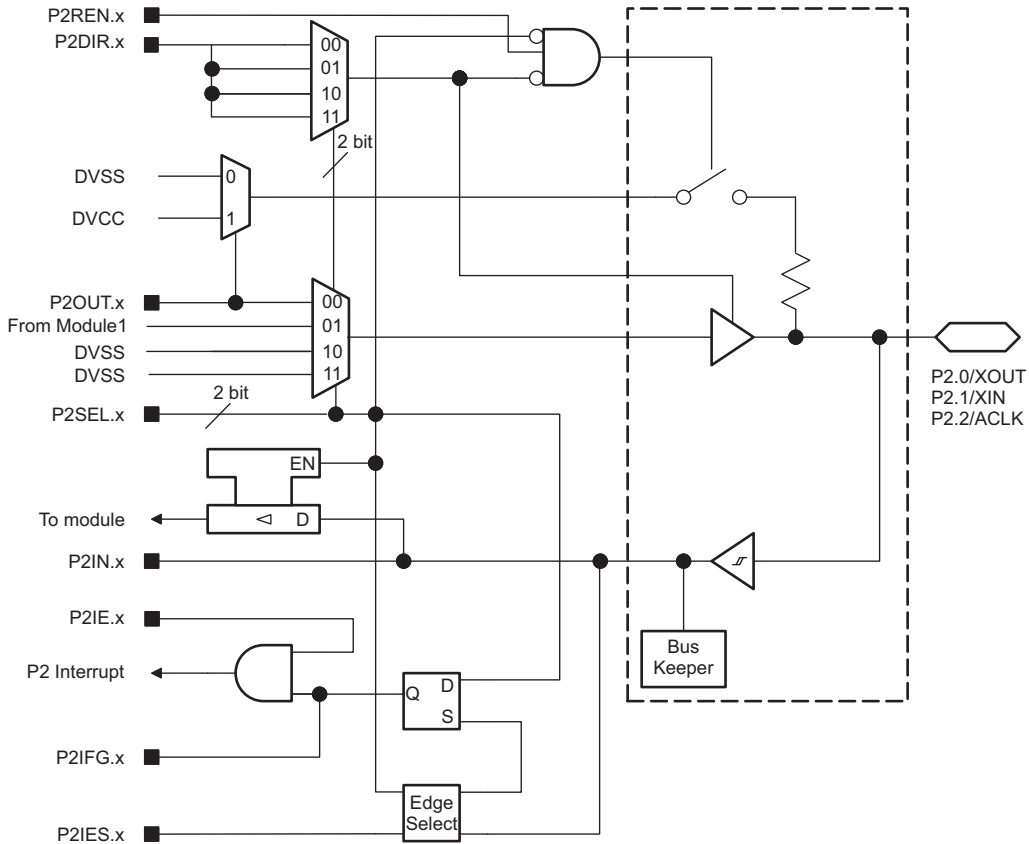 P2REN.x
P2DIR.x
00
01
10
11
2 bit
DVSS
0
DVCC
1
P2OUT.x
00
From Module1
01
DVSS
10
DVSS
11
2 bit
P2SEL.x
P2.0/XOUT
P2.1/XIN
P2.2/ACLK
EN
To module
D
P2IN.x
P2IE.x
Bus
Keeper
P2 Interrupt
Q
D
S
P2IFG.x
Edge
Select
P2IES.x